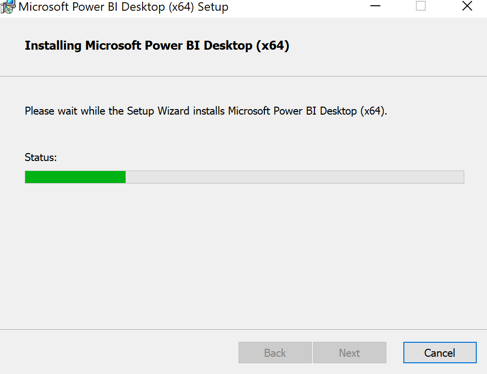 Microsoft Power BI Desktop (x64) Setup
Installing Microsoft Power BI Desktop (x64)
Please wait while the Setup Wizard installs Microsoft Power BI Desktop (x64).
Status:
Back Next Cancel